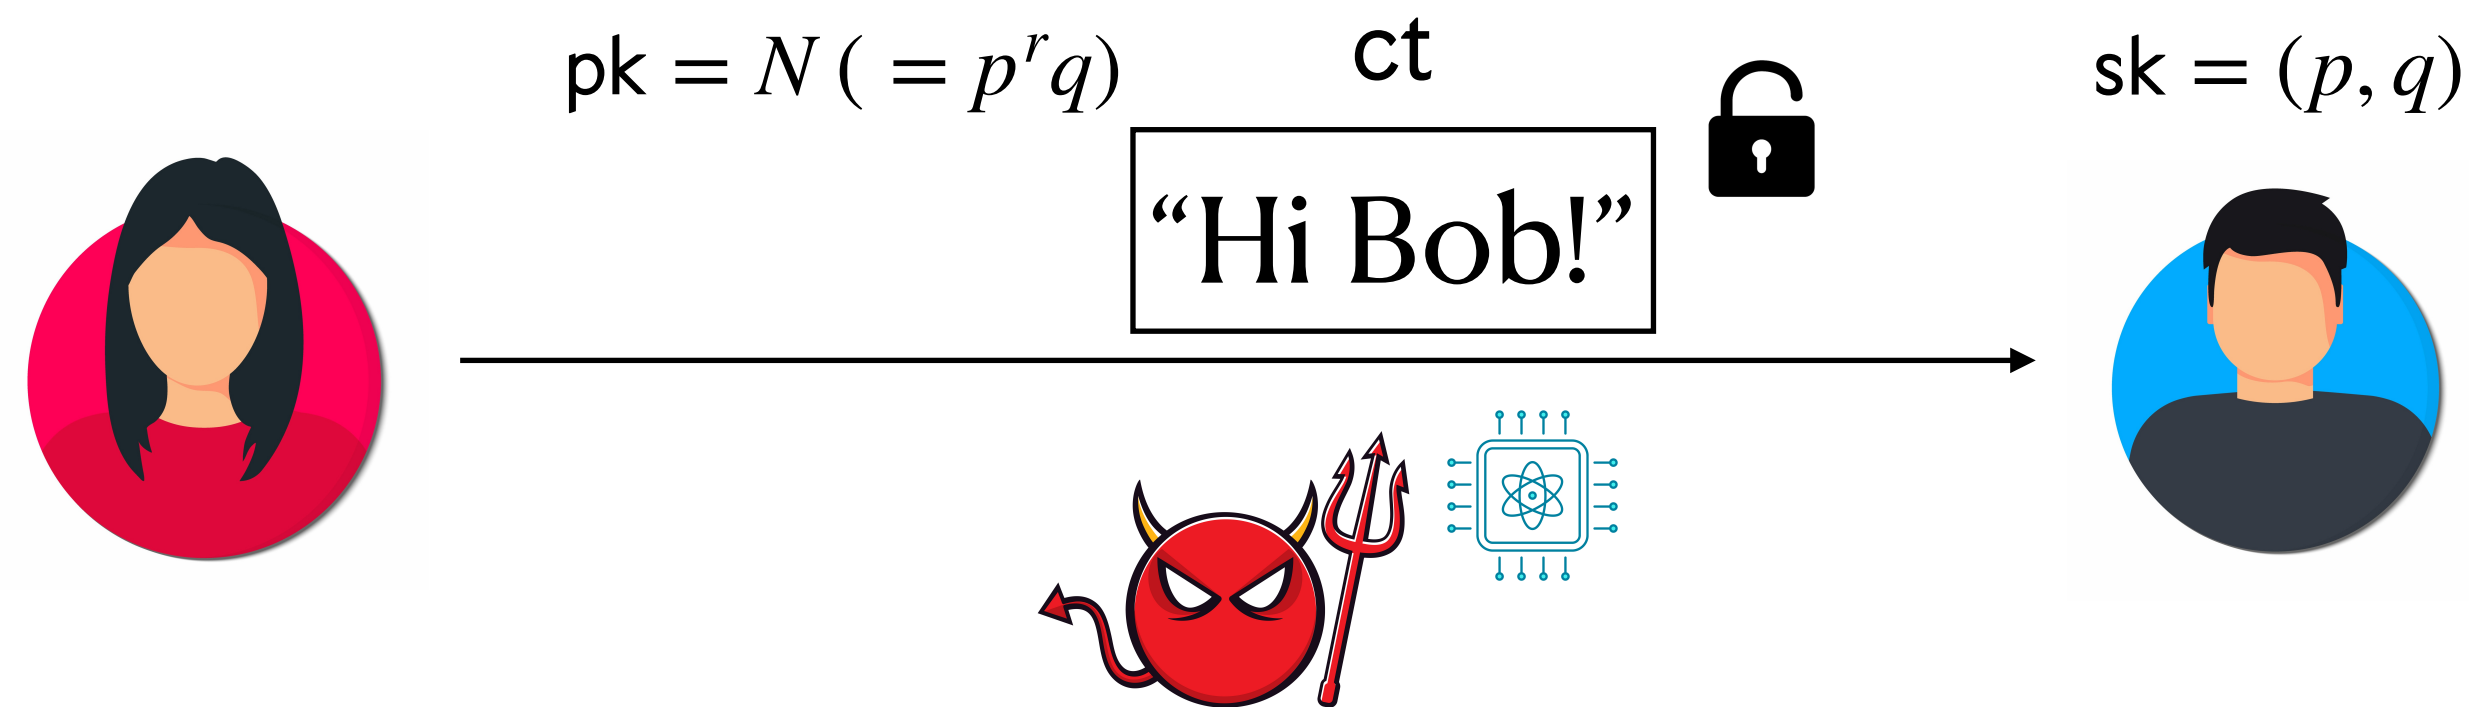 pk = N ( = p^r q)
ct
sk = (p, q)
“Hi Bob!”